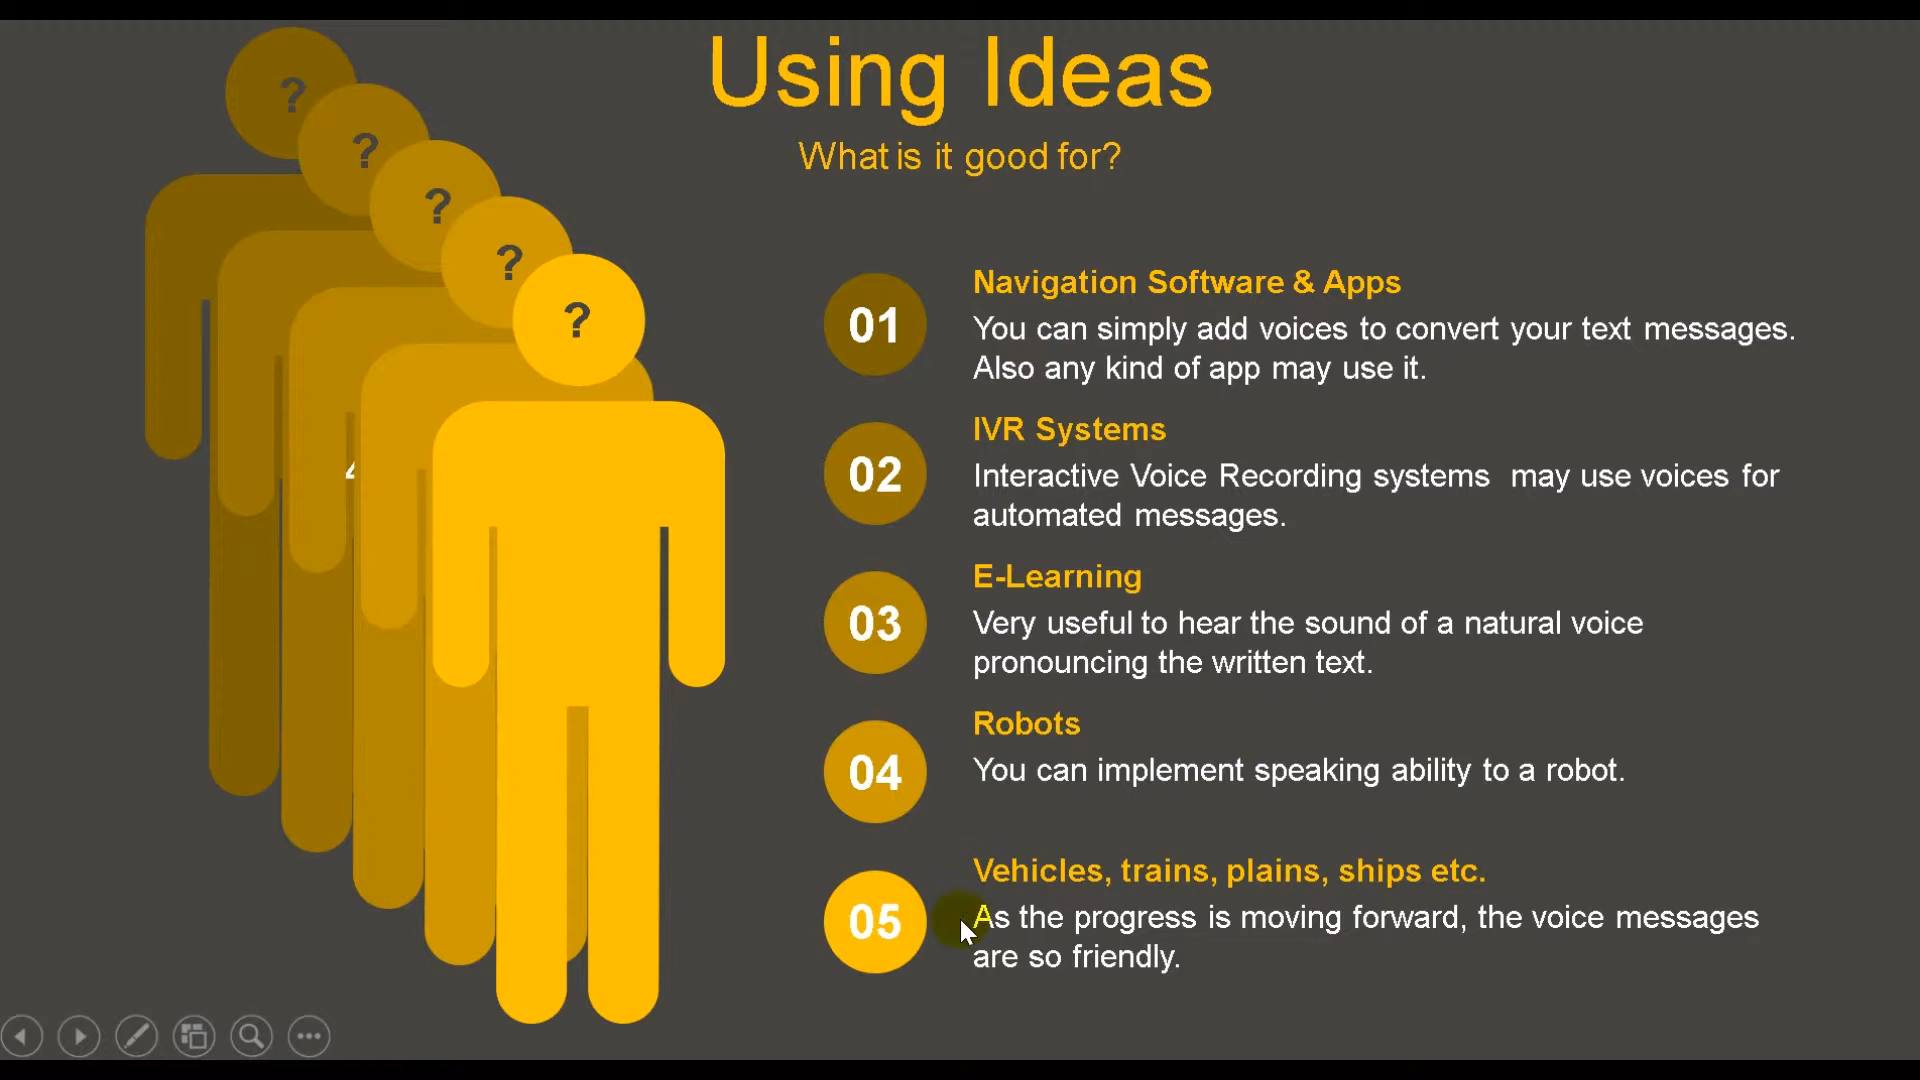 Using Ideas
What is it good for?
?
?
?
?
?
01
Navigation Software & Apps
You can simply add voices to convert your text messages.
Also any kind of app may use it.
02
IVR Systems
Interactive Voice Recording systems  may use voices for
automated messages.
03
E-Learning
Very useful to hear the sound of a natural voice
pronouncing the written text.
04
Robots
You can implement speaking ability to a robot.
05
Vehicles, trains, plains, ships etc.
As the progress is moving forward, the voice messages
are so friendly.